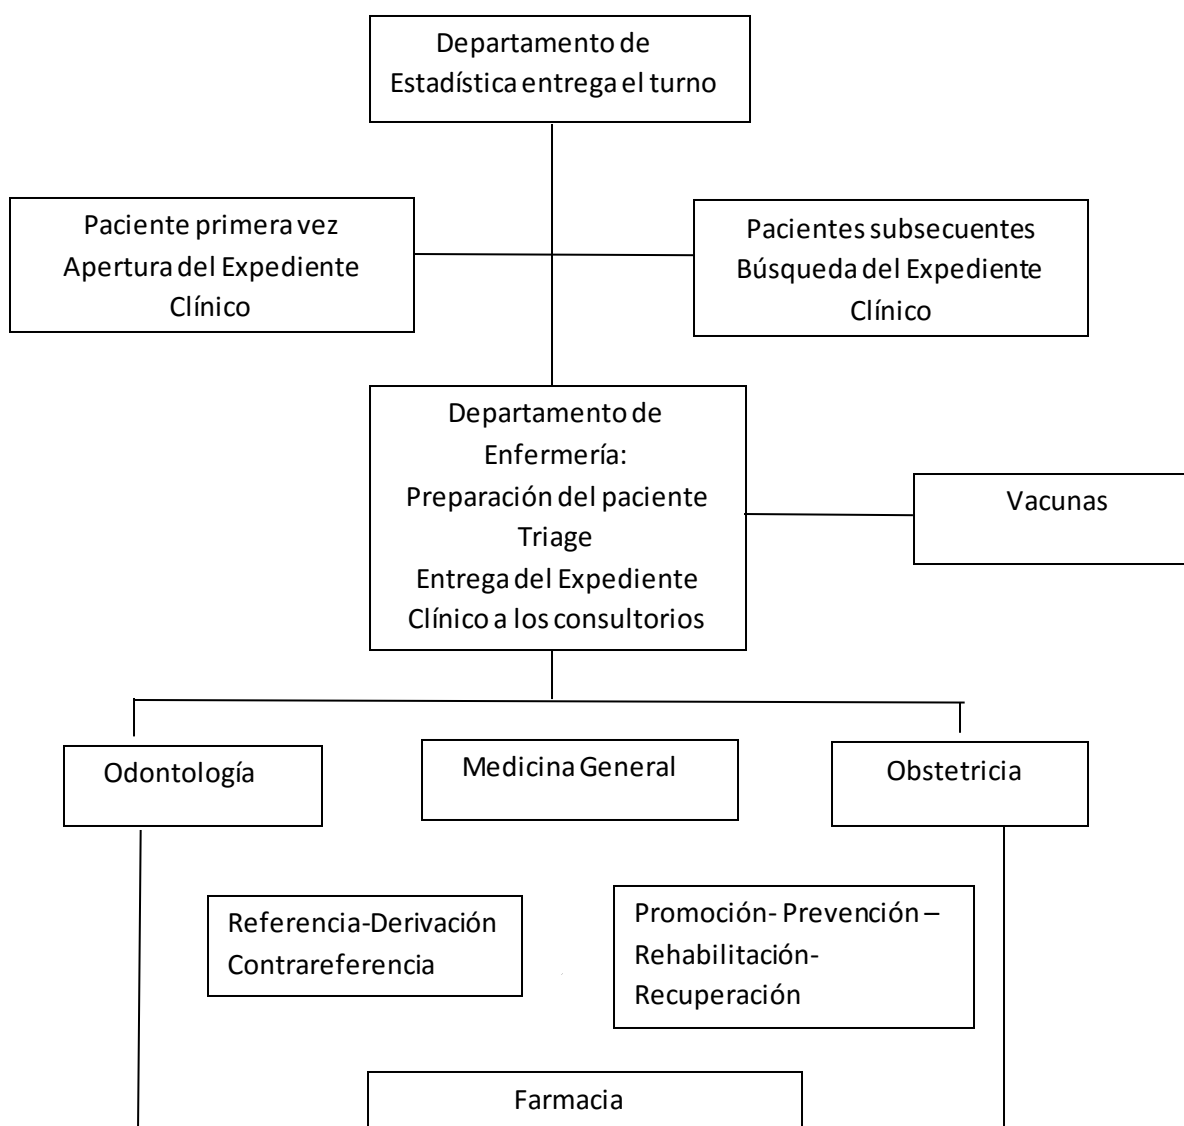 Departamento de
Estadística entrega el turno
Paciente primera vez
Apertura del Expediente
Clínico
Pacientes subsecuentes
Búsqueda del Expediente
Clínico
Departamento de
Enfermería:
Preparación del paciente
Triage
Entrega del Expediente
Clínico a los consultorios
Vacunas
Odontología
Medicina General
Obstetricia
Referencia-Derivación
Contrareferencia
Promoción- Prevención –
Rehabilitación-
Recuperación
Farmacia